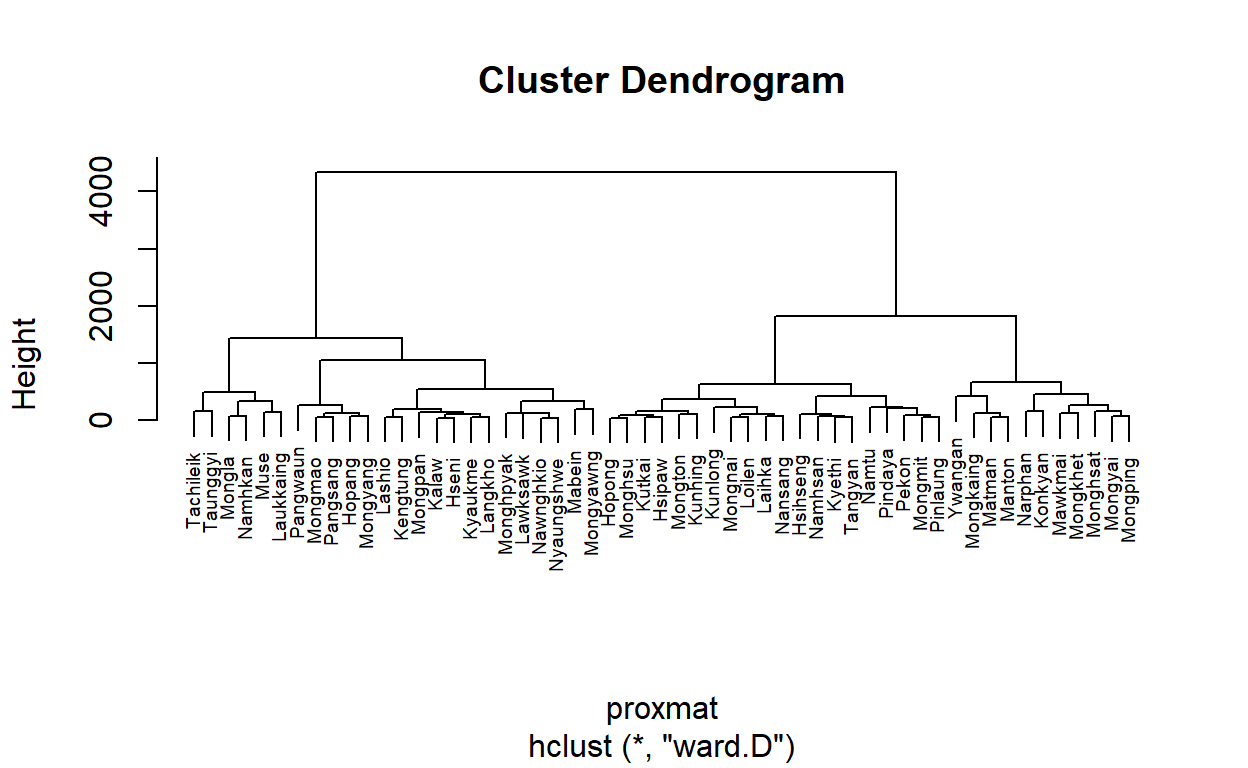 Cluster Dendrogram
Height
0
2000
4000
Tachileik
Taunggyi
Mongla
Namhkan
Muse
Laukkaing
Pangwaun
Mongmao
Pangsang
Hopang
Mongyang
Lashio
Kengtung
Mongpan
Kalaw
Hseni
Kyaukme
Langkho
Monghpyak
Lawksawk
Nawnghkio
Nyaungshwe
Mabein
Mongyawng
Hopong
Monghsu
Kutkai
Hsipaw
Mongton
Kunhing
Kunlong
Mongnai
Loilen
Laihka
Nansang
Hsihseng
Namhsan
Kyethi
Tangyan
Namtu
Pindaya
Pekon
Mongmit
Pinlaung
Ywangan
Mongkaing
Matman
Manton
Narphan
Konkyan
Mawkmai
Mongkhet
Monghsat
Mongyai
Mongping
proxmat
hclust (*, "ward.D")